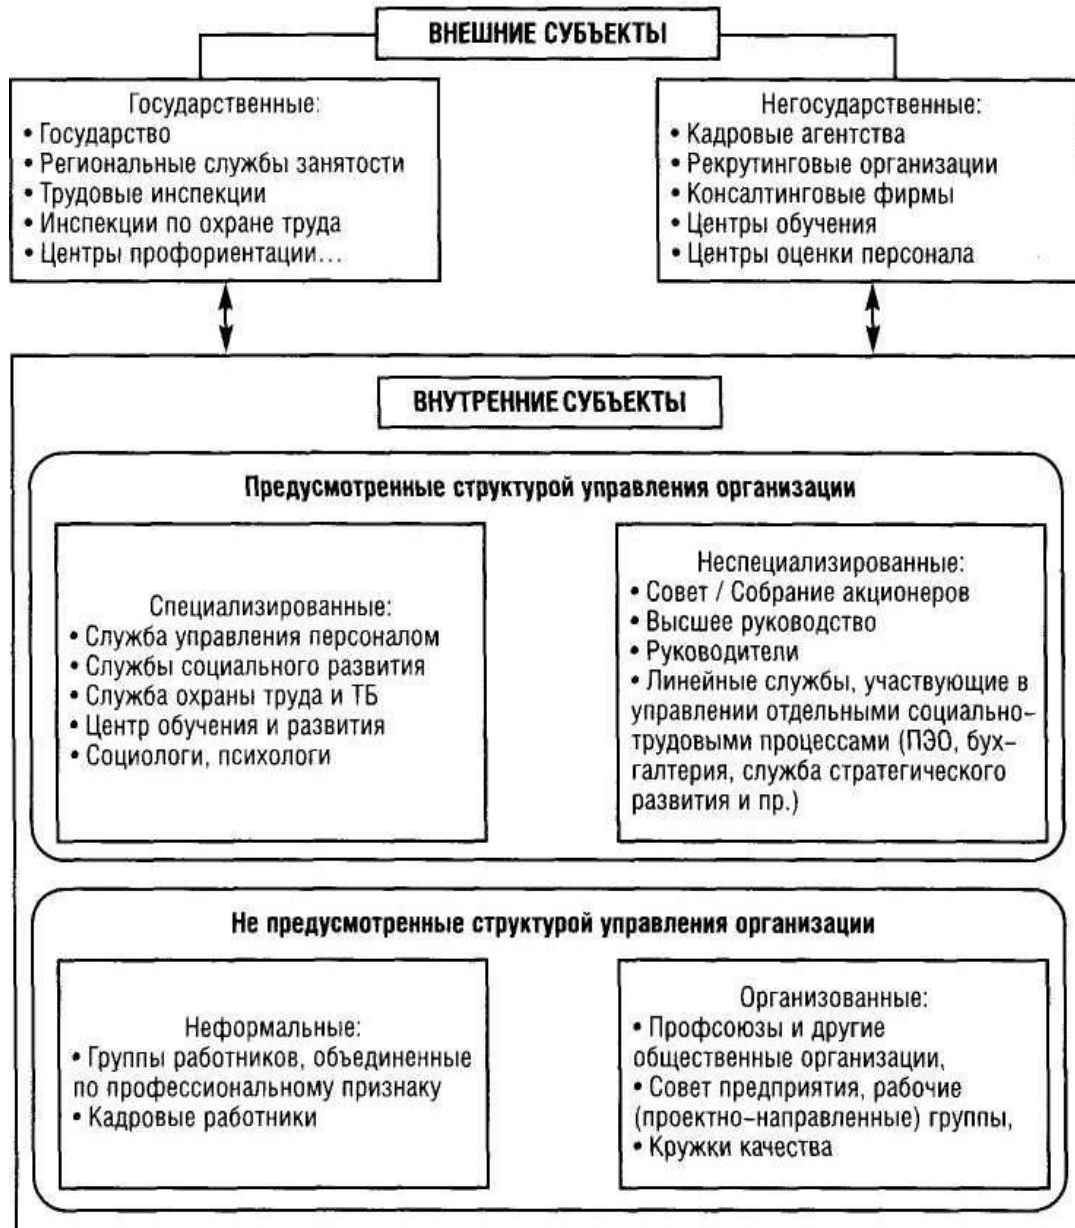 ВНЕШНИЕ СУБЪЕКТЫ
Государственные:
• Государство
• Региональные службы занятости
• Трудовые инспекции
• Инспекции по охране труда
• Центры профориентации…
Негосударственные:
• Кадровые агентства
• Рекрутинговые организации
• Консалтинговые фирмы
• Центры обучения
• Центры оценки персонала
ВНУТРЕННИЕ СУБЪЕКТЫ
Предусмотренные структурой управления организации
Специализированные:
• Служба управления персоналом
• Службы социального развития
• Служба охраны труда и ТБ
• Центр обучения и развития
• Социологи, психологи
Неспециализированные:
• Совет / Собрание акционеров
• Высшее руководство
• Руководители
• Линейные службы, участвующие в
управлении отдельными социально-
трудовыми процессами (ПЭО, бух-
галтерия, служба стратегического
развития и пр.)
Не предусмотренные структурой управления организации
Неформальные:
• Группы работников, объединенные
по профессиональному признаку
• Кадровые работники
Организованные:
• Профсоюзы и другие
общественные организации,
• Совет предприятия, рабочие
(проектно-направленные) группы,
• Кружки качества